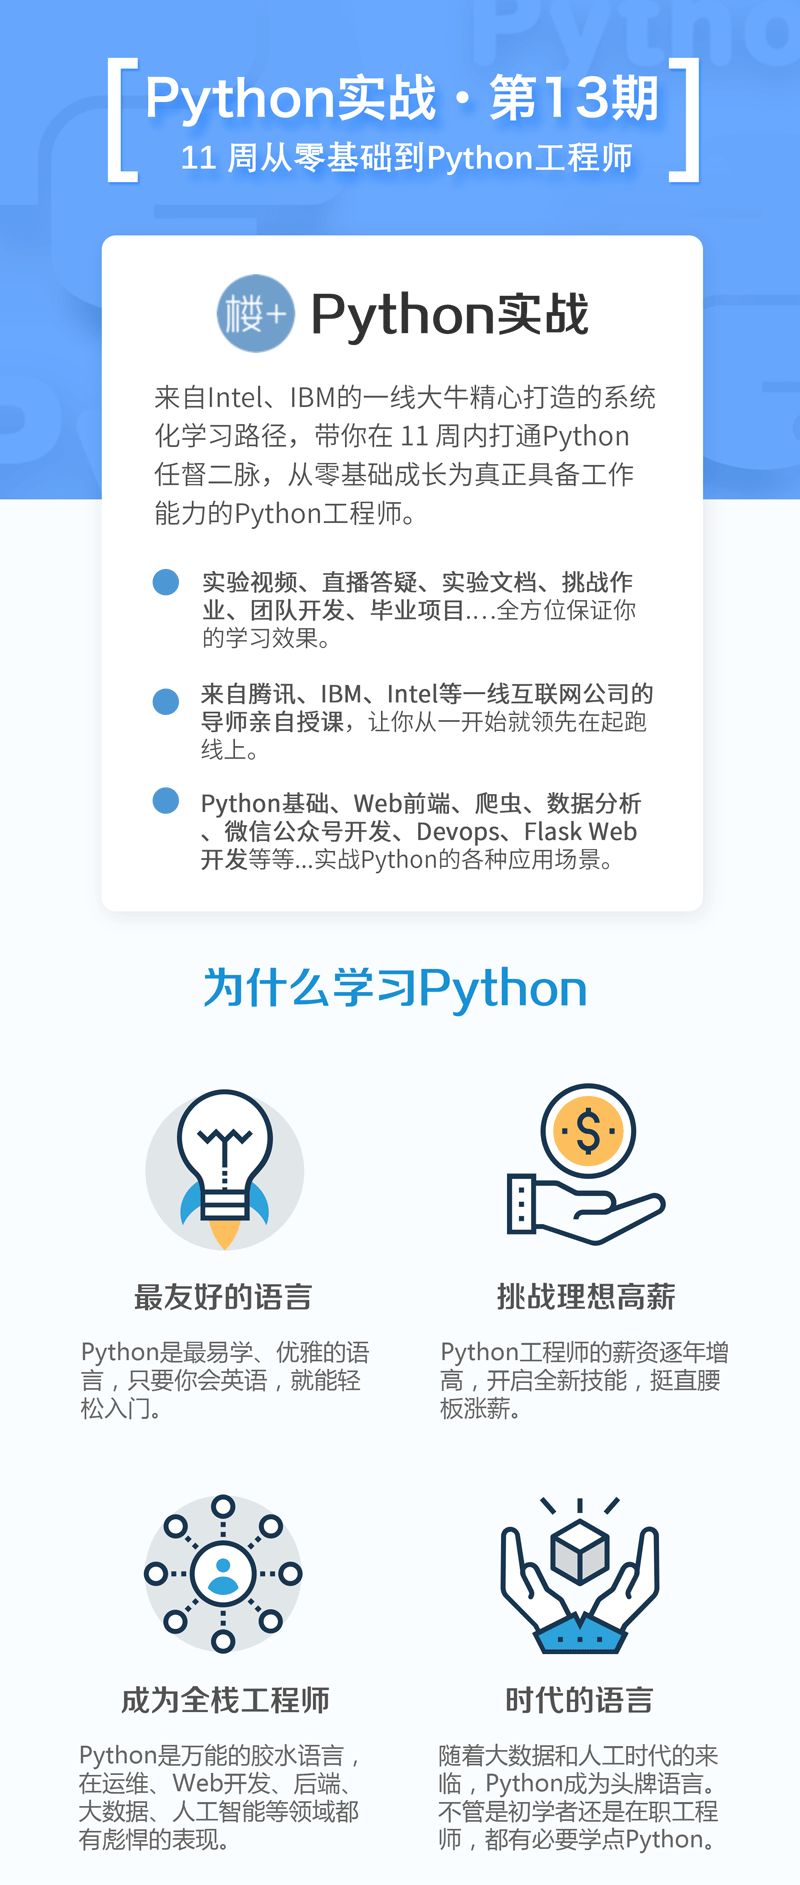 Python实战·第13期
11 周从零基础到Python工程师
楼+
Python实战
来自Intel、IBM的一线大牛精心打造的系统
化学习路径，带你在 11 周内打通Python
任督二脉，从零基础成长为真正具备工作
能力的Python工程师。
实验视频、直播答疑、实验文档、挑战作
业、团队开发、毕业项目....全方位保证你
的学习效果。
来自腾讯、IBM、Intel等一线互联网公司的
导师亲自授课，让你从一开始就领先在起跑
线上。
Python基础、Web前端、爬虫、数据分析
、微信公众号开发、Devops、Flask Web
开发等等...实战Python的各种应用场景。
为什么学习Python
最友好的语言
Python是最易学、优雅的语
言，只要你会英语，就能轻
松入门。
挑战理想高薪
Python工程师的薪资逐年增
高，开启全新技能，挺直腰
板涨薪。
成为全栈工程师
Python是万能的胶水语言，
在运维、Web开发、后端、
大数据、人工智能等领域都
有彪悍的表现。
时代的语言
随着大数据和人工时代的来
临，Python成为头牌语言。
不管是初学者还是在职工程
师，都有必要学点Python。